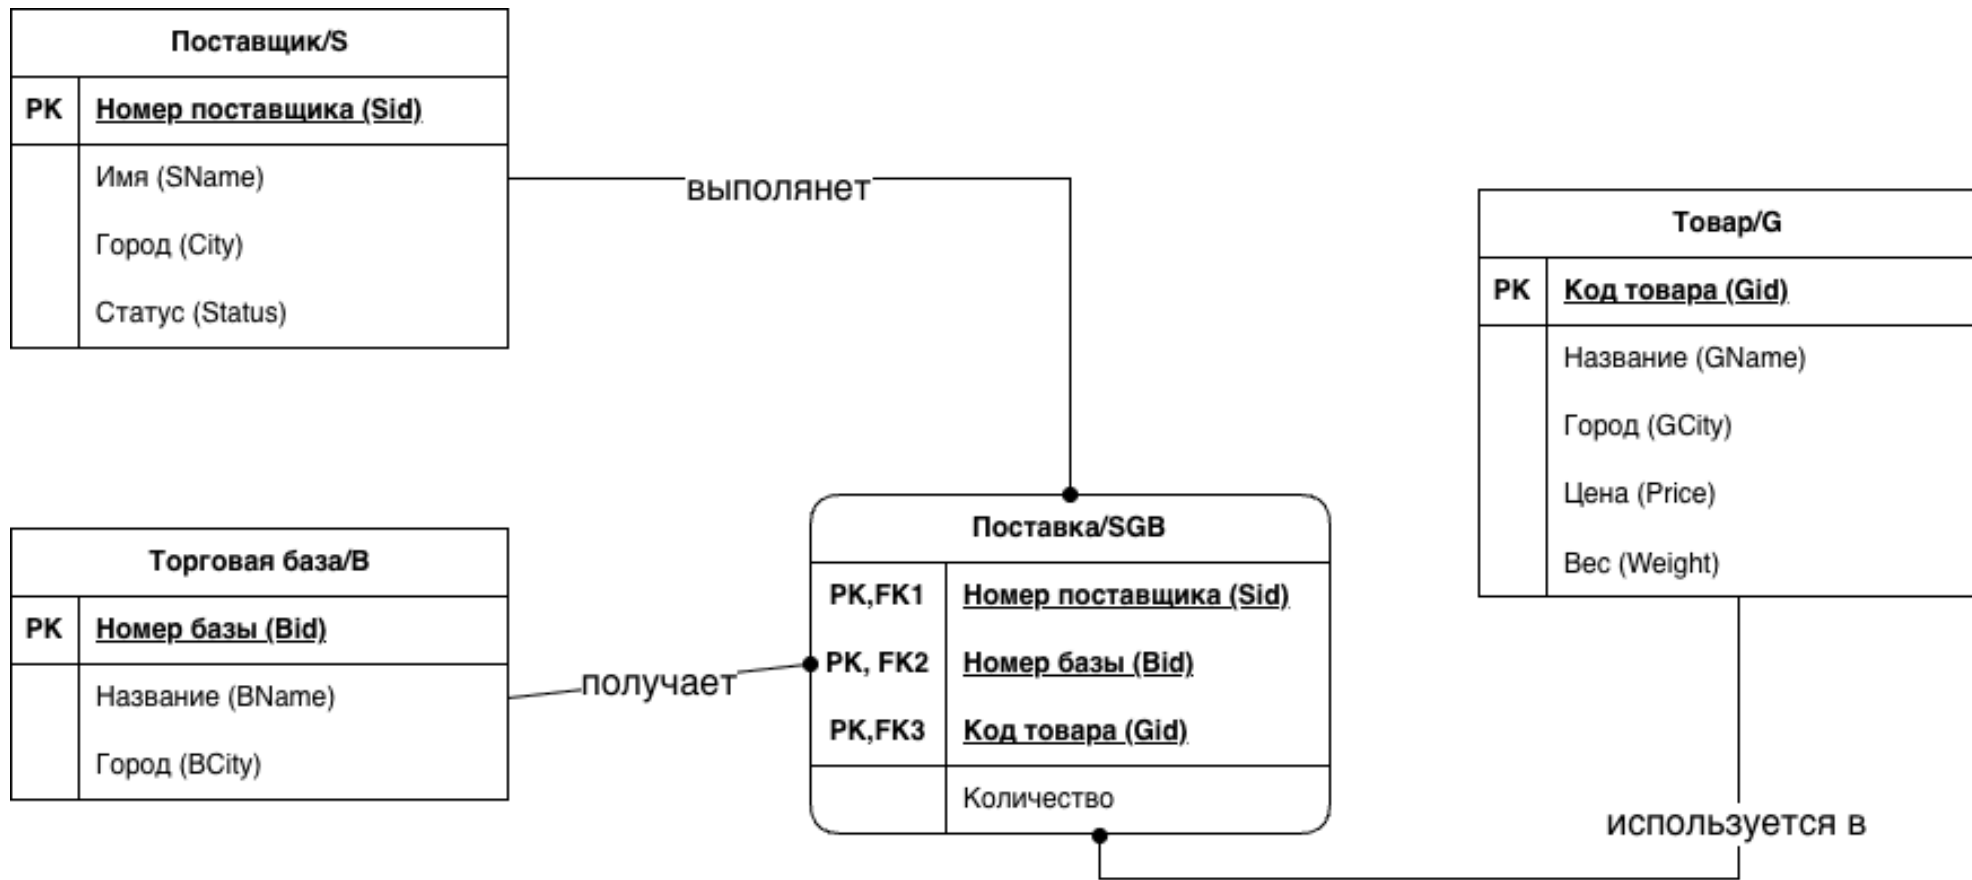 Поставщик/S
PK Номер поставщика (Sid)
Имя (SName)
Город (City)
Статус (Status)
выполянет
Товар/G
PK Код товара (Gid)
Название (GName)
Город (GCity)
Цена (Price)
Вес (Weight)
Торговая база/B
PK Номер базы (Bid)
Название (BName)
Город (BCity)
получает
Поставка/SGB
PK,FK1 Номер поставщика (Sid)
PK, FK2 Номер базы (Bid)
PK,FK3 Код товара (Gid)
Количество
используется в